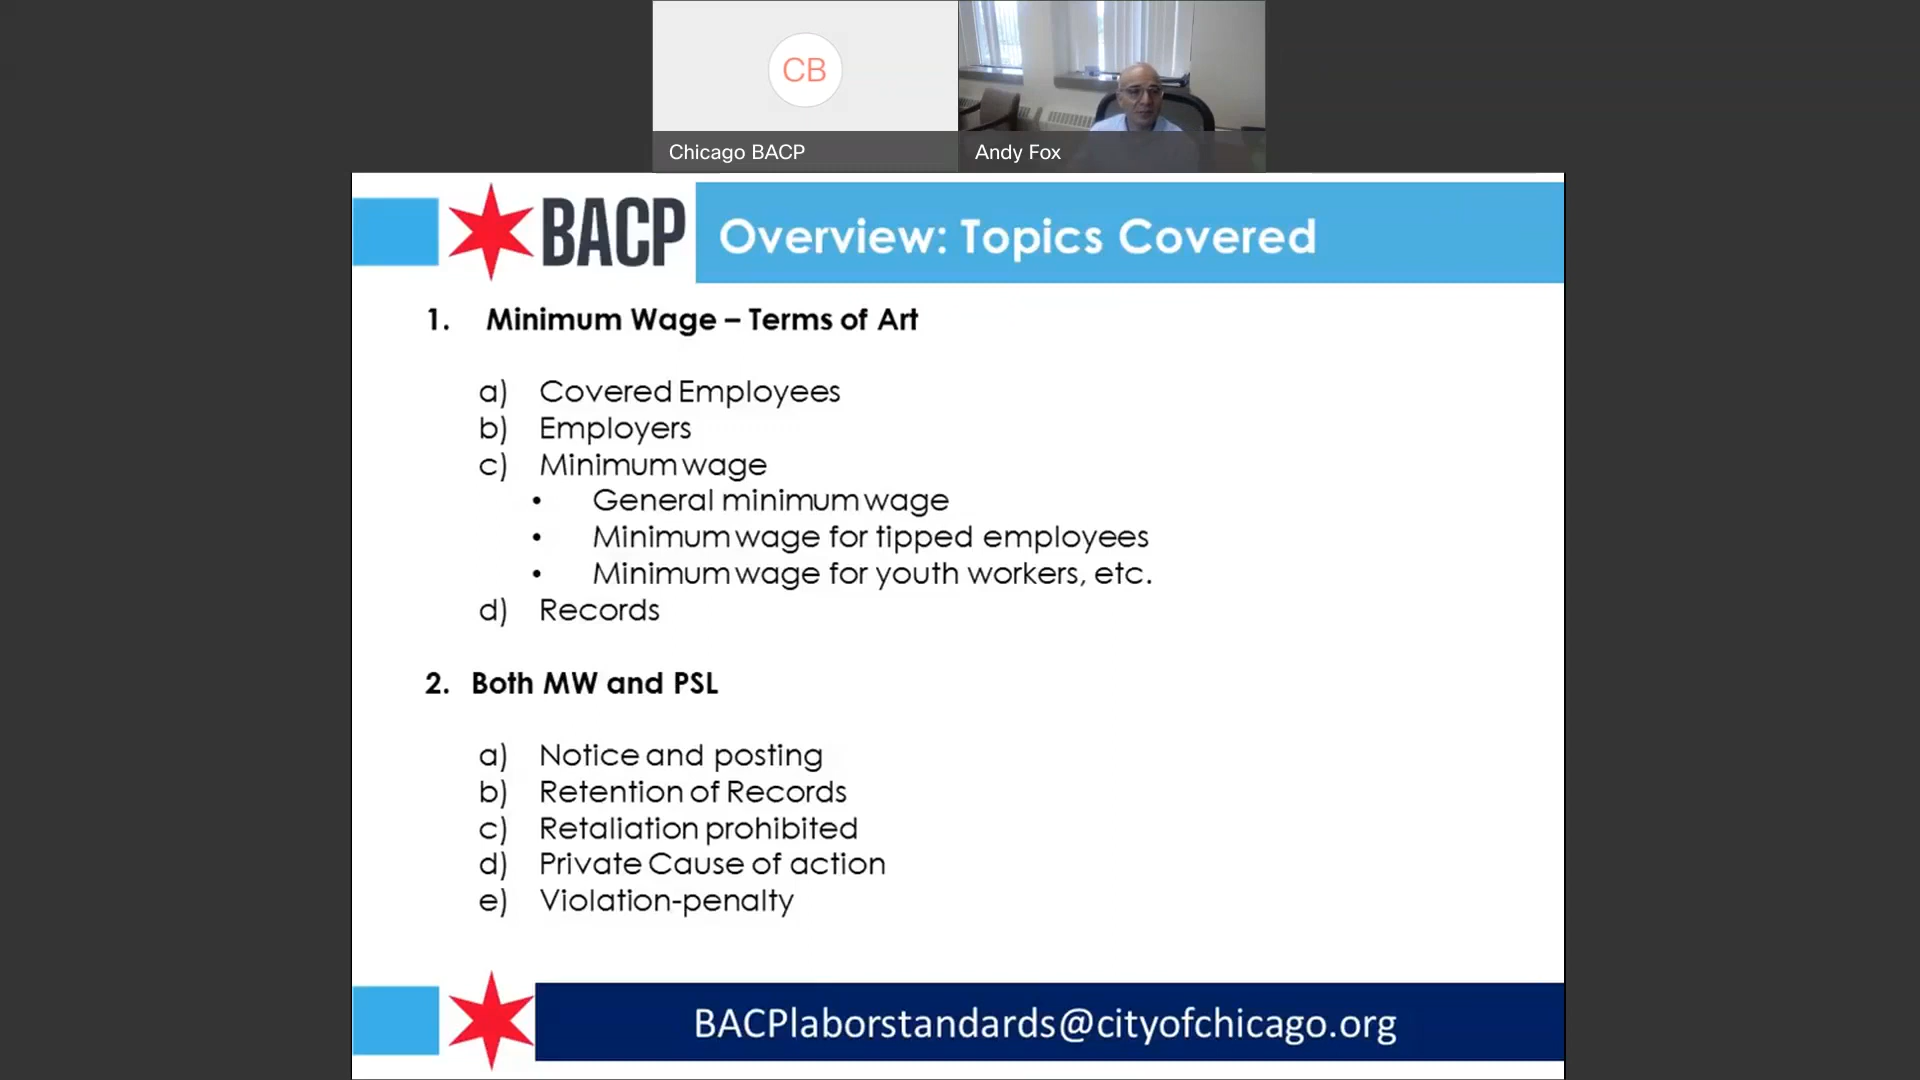 CB
Chicago BACP
Andy Fox
BACP
Overview: Topics Covered
1. Minimum Wage – Terms of Art
a) Covered Employees
b) Employers
c) Minimum wage
• General minimum wage
• Minimum wage for tipped employees
• Minimum wage for youth workers, etc.
d) Records
2. Both MW and PSL
a) Notice and posting
b) Retention of Records
c) Retaliation prohibited
d) Private Cause of action
e) Violation-penalty
BACPlaborstandards@cityofchicago.org